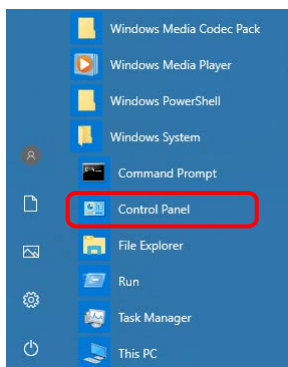 Windows Media Codec Pack
Windows Media Player
Windows PowerShell
Windows System
Command Prompt
Control Panel
File Explorer
Run
Task Manager
This PC